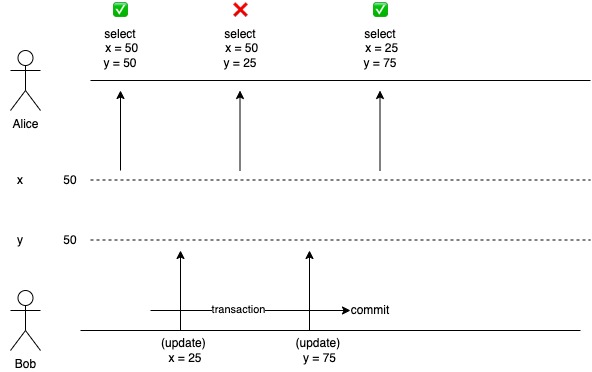 select
x = 50
y = 50
select
x = 50
y = 25
select
x = 25
y = 75
Alice
x 50
y 50
transaction commit
(update)
x = 25
(update)
y = 75
Bob